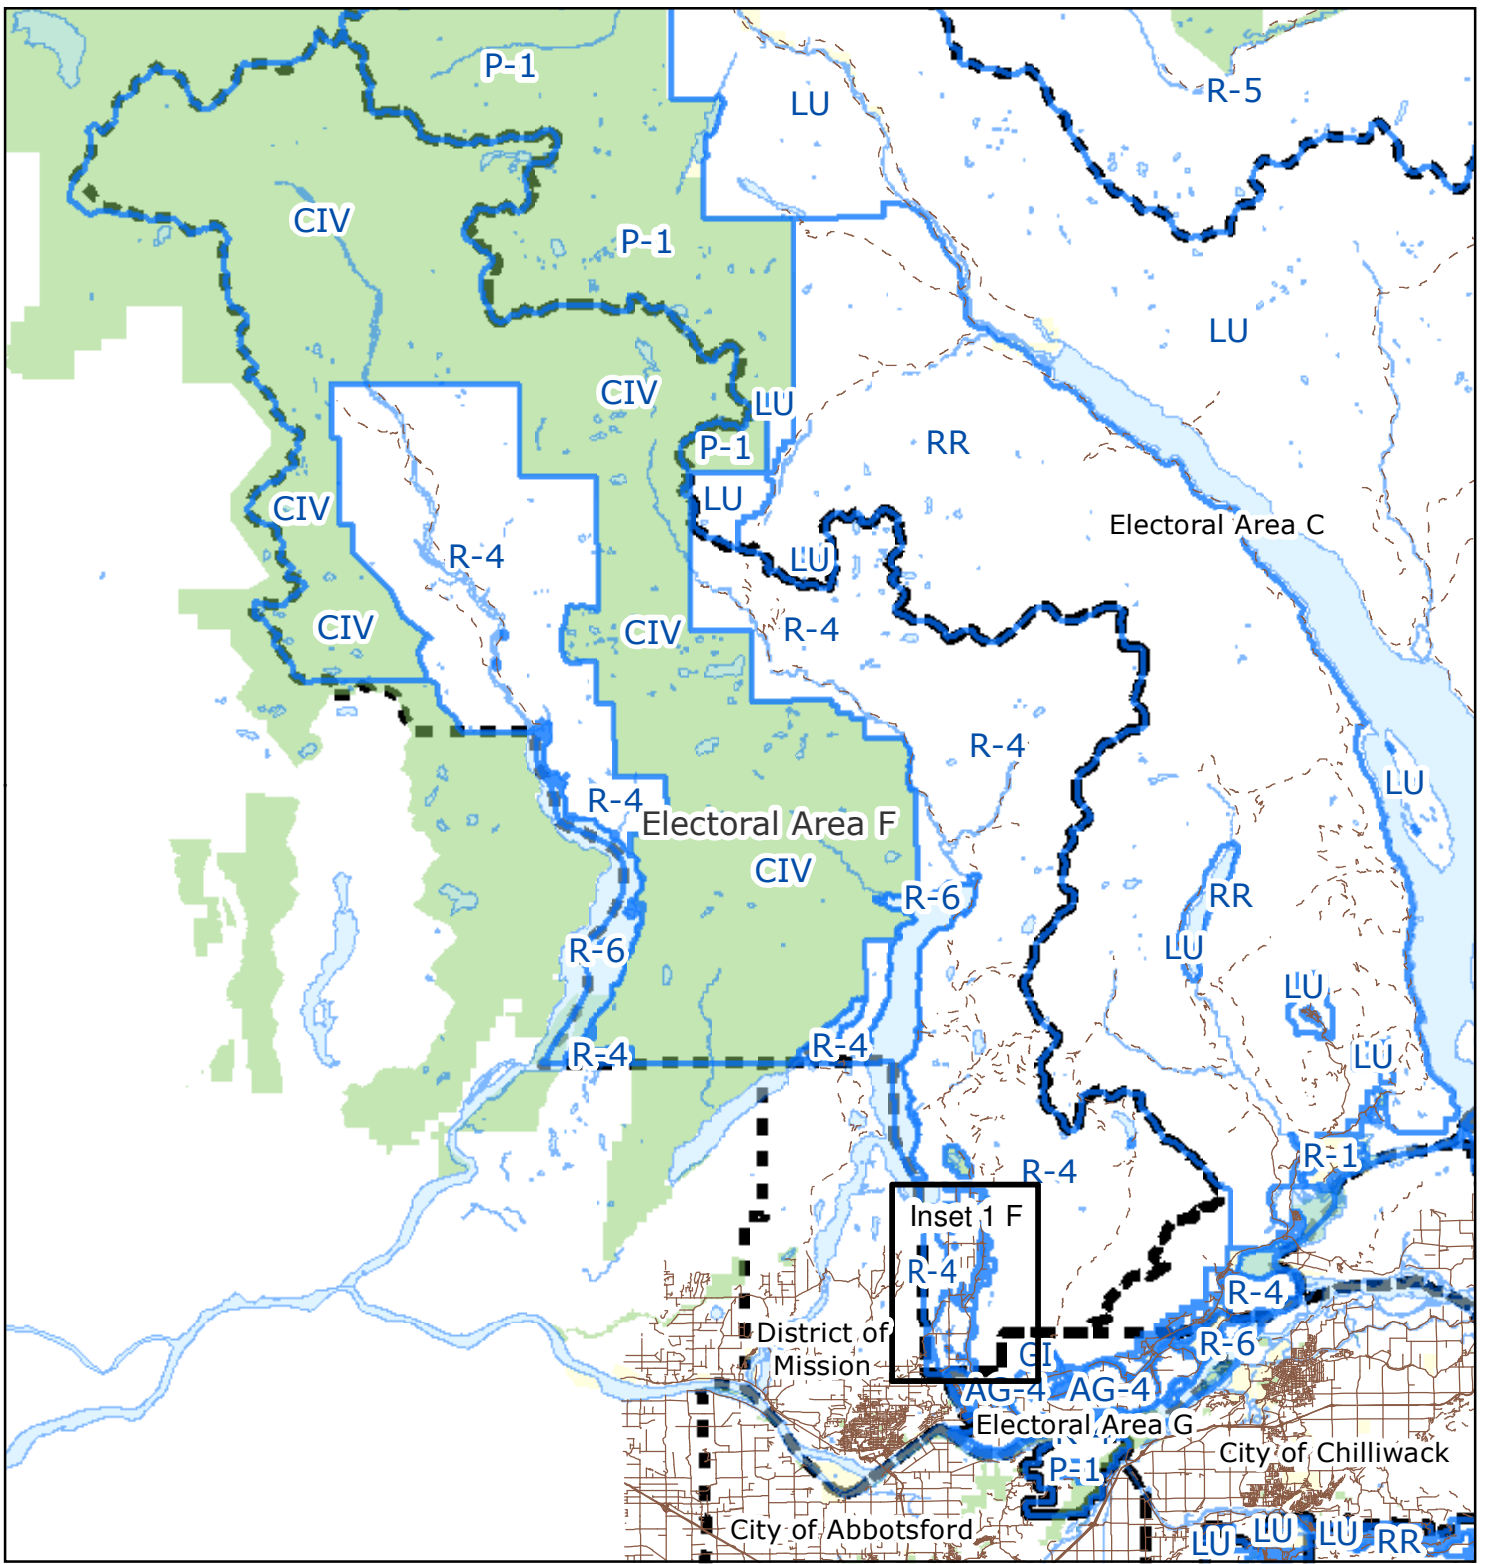 P-1
LU
R-5
CIV
P-1
LU
CIV
LU
P-1
RR
LU
CIV
Electoral Area C
R-4
LU
CIV
CIV
R-4
R-4
LU
R-4
Electoral Area F
CIV
R-6
RR
R-6
LU
LU
R-4
R-4
LU
R-1
R-4
Inset 1 F
R-4
R-4
District of
Mission
R-6
GI
AG-4
AG-4
Electoral Area G
City of Chilliwack
P-1
City of Abbotsford
LU
LU
LU
RR